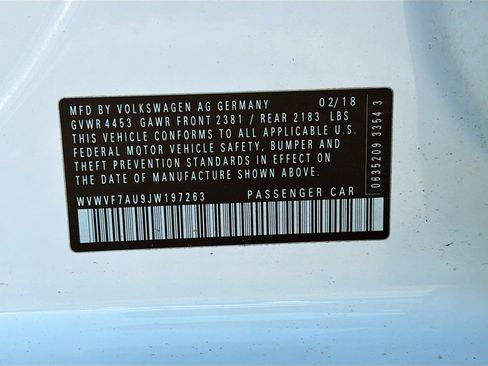 MFD BY VOLKSWAGEN AG GERMANY 02/18
GVWR 4453 GAWR FRONT 2381 / REAR 2183 LBS
THIS VEHICLE CONFORMS TO ALL APPLICABLE U.S.
FEDERAL MOTOR VEHICLE SAFETY, BUMPER AND
THEFT PREVENTION STANDARDS IN EFFECT ON THE
DATE OF MANUFACTURE SHOWN ABOVE.
WVWVF7AU9JW197263 PASSENGER CAR
0635209 3354 3